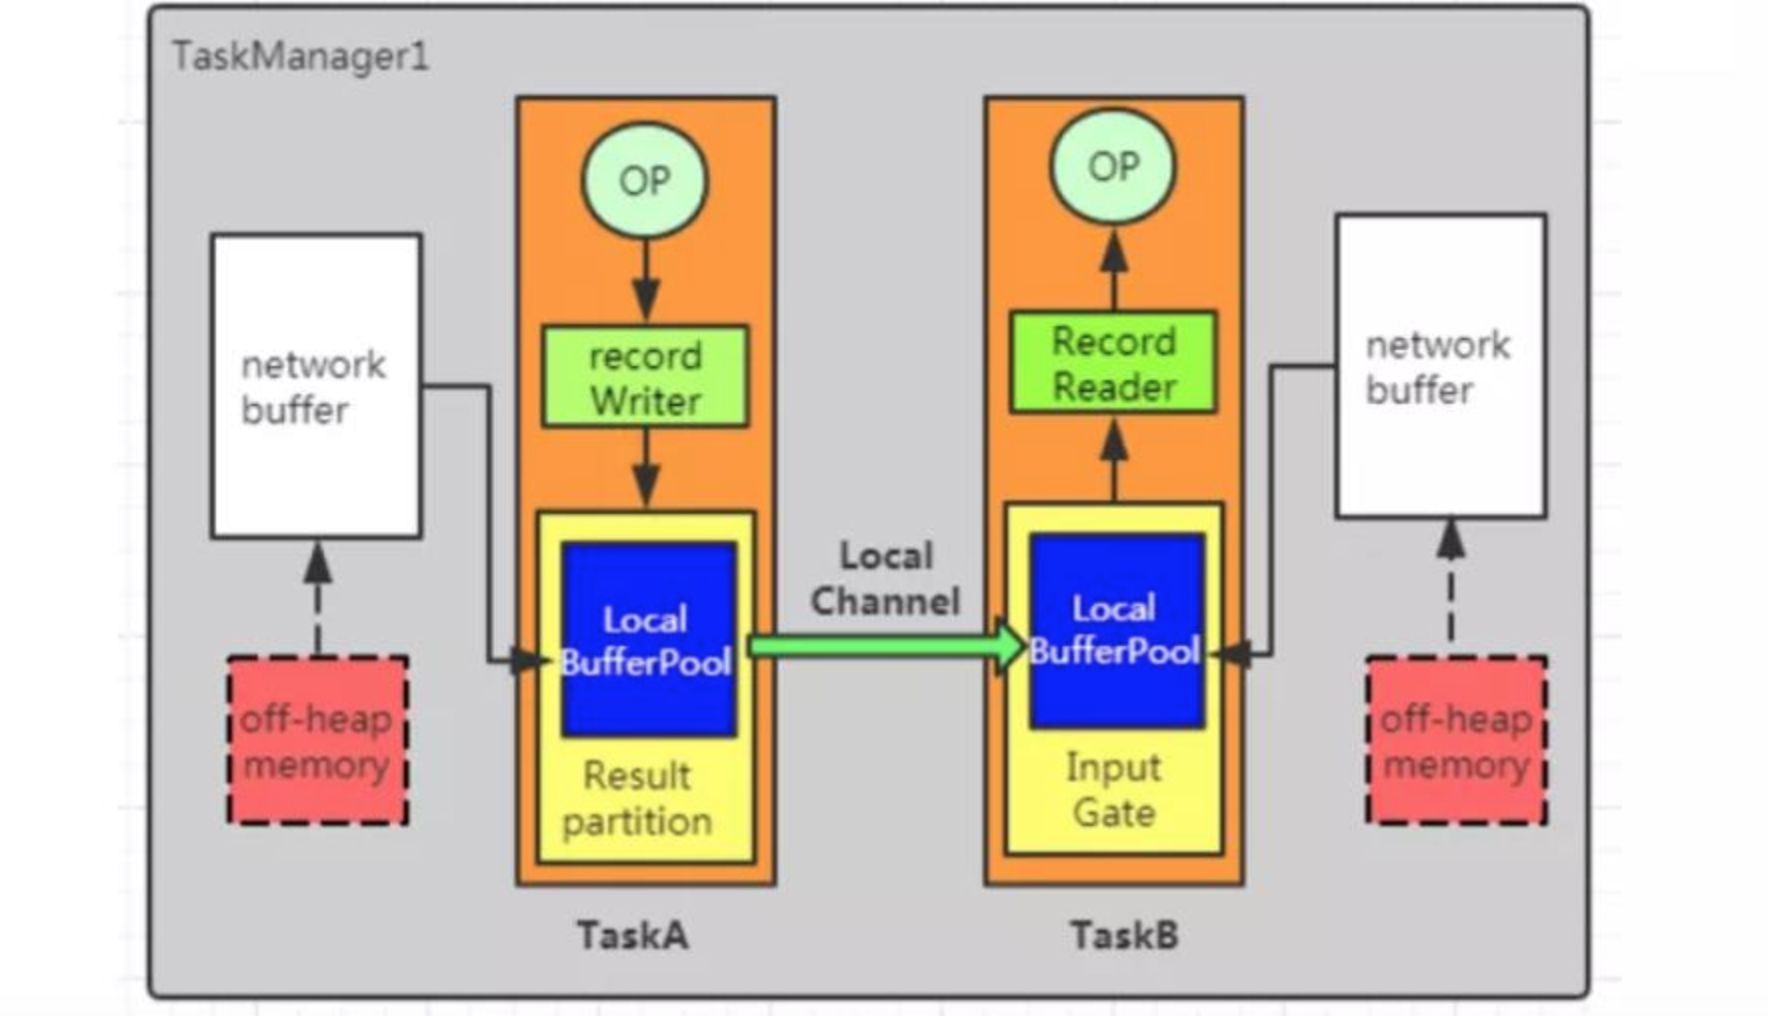 TaskManager1
OP
record
Writer
network
buffer
off-heap
memory
Local
BufferPool
Result
partition
TaskA
Local
Channel
OP
Record
Reader
Local
BufferPool
Input
Gate
TaskB
network
buffer
off-heap
memory